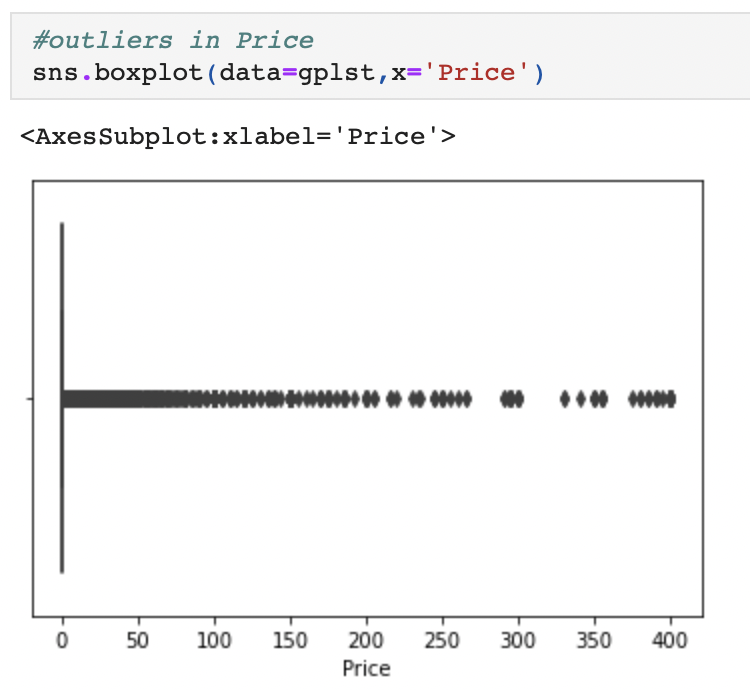 #outliers in Price
sns.boxplot(data=gplst,x='Price')
<AxesSubplot:xlabel='Price'>
0 50 100 150 200 250 300 350 400
Price